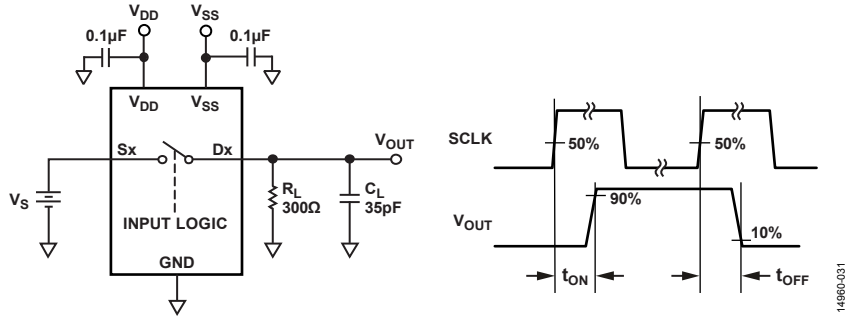 VDD
VSS
0.1µF
0.1µF
VDD
VSS
Sx
Dx
VOUT
VS
RL
300Ω
CL
35pF
INPUT LOGIC
GND
SCLK
50%
50%
VOUT
90%
10%
tON
tOFF
14960-031